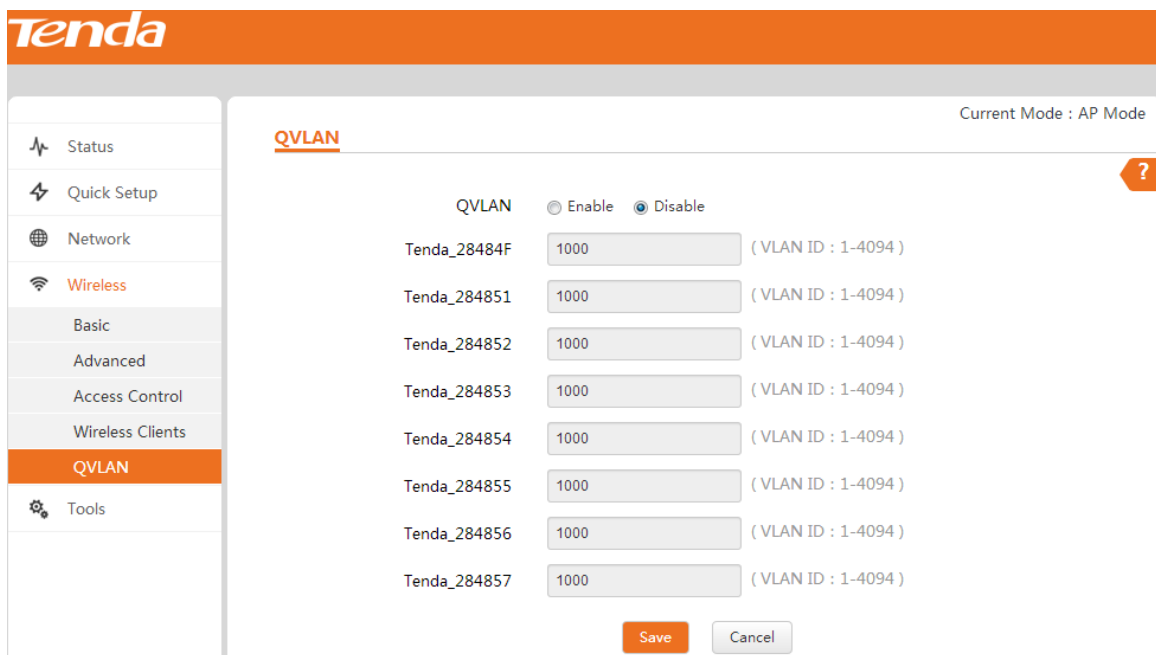 Tenda
Current Mode : AP Mode
QVLAN
?
Status
Quick Setup
Network
Wireless
Basic
Advanced
Access Control
Wireless Clients
QVLAN
Tools
QVLAN Enable Disable
Tenda_28484F 1000 ( VLAN ID : 1-4094 )
Tenda_284851 1000 ( VLAN ID : 1-4094 )
Tenda_284852 1000 ( VLAN ID : 1-4094 )
Tenda_284853 1000 ( VLAN ID : 1-4094 )
Tenda_284854 1000 ( VLAN ID : 1-4094 )
Tenda_284855 1000 ( VLAN ID : 1-4094 )
Tenda_284856 1000 ( VLAN ID : 1-4094 )
Tenda_284857 1000 ( VLAN ID : 1-4094 )
Save Cancel